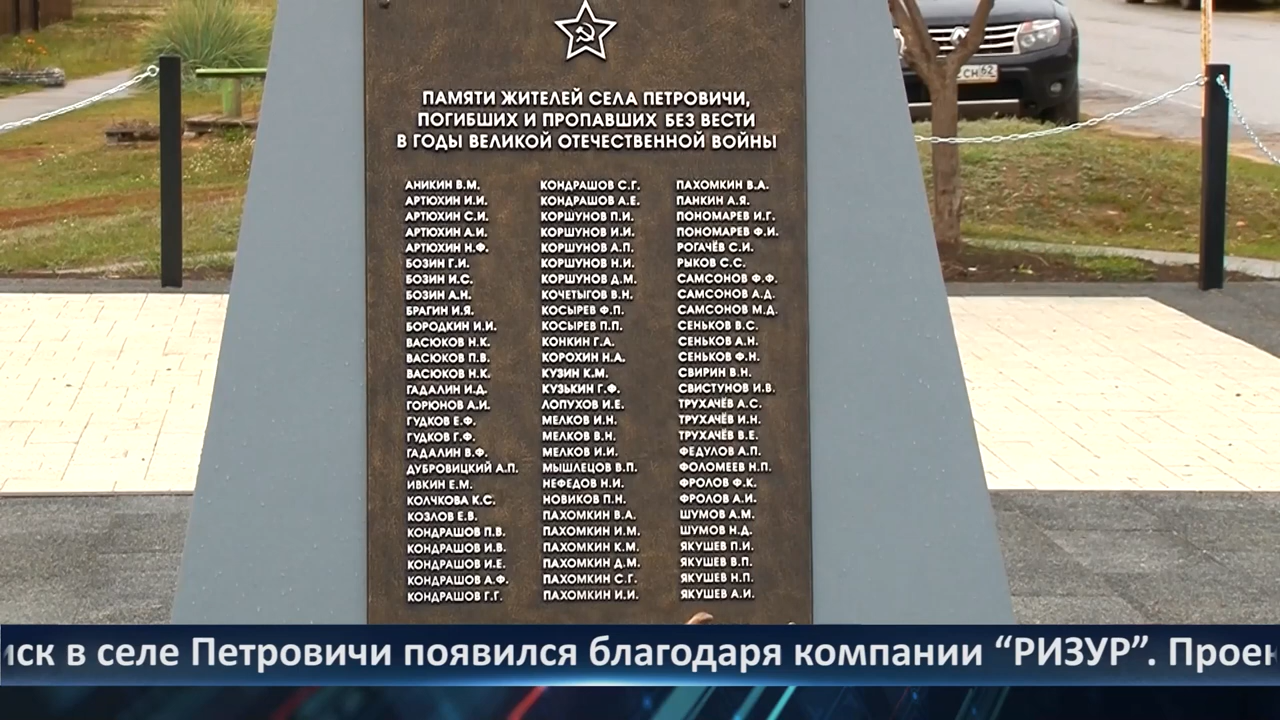 ПАМЯТИ ЖИТЕЛЕЙ СЕЛА ПЕТРОВИЧИ,
ПОГИБШИХ И ПРОПАВШИХ БЕЗ ВЕСТИ
В ГОДЫ ВЕЛИКОЙ ОТЕЧЕСТВЕННОЙ ВОЙНЫ
АНИКИН В.М.
АРТЮХИН И.И.
АРТЮХИН С.И.
АРТЮХИН А.И.
АРТЮХИН Н.Ф.
БОЗИН Г.И.
БОЗИН И.С.
БОЗИН А.Н.
БРАГИН И.Я.
БОРОДКИН И.И.
ВАСЮКОВ Н.К.
ВАСЮКОВ П.В.
ВАСЮКОВ Н.К.
ГАДАЛИН И.Д.
ГОРЮНОВ А.И.
ГУДКОВ Е.Ф.
ГУДКОВ Г.Ф.
ГАДАЛИН В.Ф.
ДУБРОВИЦКИЙ А.П.
ИВКИН Е.М.
КОЛЧКОВА К.С.
КОЗЛОВ Е.В.
КОНДРАШОВ П.В.
КОНДРАШОВ И.В.
КОНДРАШОВ И.Е.
КОНДРАШОВ А.Ф.
КОНДРАШОВ Г.Г.
КОНДРАШОВ С.Г.
КОНДРАШОВ А.Е.
КОРШУНОВ П.И.
КОРШУНОВ И.И.
КОРШУНОВ А.П.
КОРШУНОВ Н.И.
КОРШУНОВ Д.М.
КОЧЕТЫГОВ В.Н.
КОСЫРЕВ Ф.П.
КОСЫРЕВ П.П.
КОНКИН Г.А.
КОРОХИН Н.А.
КУЗИН К.М.
КУЗЬКИН Г.Ф.
ЛОПУХОВ И.Е.
МЕЛКОВ И.Н.
МЕЛКОВ В.Н.
МЕЛКОВ И.И.
МЫШЛЕЦОВ В.П.
НЕФЕДОВ Н.И.
НОВИКОВ П.Н.
ПАХОМКИН В.А.
ПАХОМКИН И.М.
ПАХОМКИН К.М.
ПАХОМКИН Д.М.
ПАХОМКИН С.Г.
ПАХОМКИН И.И.
ПАХОМКИН В.А.
ПАНКИН А.Я.
ПОНОМАРЕВ И.Г.
ПОНОМАРЕВ Ф.И.
РОГАЧЁВ С.И.
РЫКОВ С.С.
САМСОНОВ Ф.Ф.
САМСОНОВ А.Д.
САМСОНОВ М.Д.
СЕНЬКОВ В.С.
СЕНЬКОВ А.Н.
СЕНЬКОВ Ф.Н.
СВИРИН В.Н.
СВИСТУНОВ И.В.
ТРУХАЧЁВ А.С.
ТРУХАЧЁВ И.Н.
ТРУХАЧЁВ В.Е.
ФЕДУЛОВ А.П.
ФОЛОМЕЕВ Н.П.
ФРОЛОВ Ф.К.
ФРОЛОВ А.И.
ШУМОВ А.М.
ШУМОВ Н.Д.
ЯКУШЕВ П.И.
ЯКУШЕВ В.П.
ЯКУШЕВ Н.П.
ЯКУШЕВ А.И.
СН 62
иск в селе Петровичи появился благодаря компании “РИЗУР”. Проек